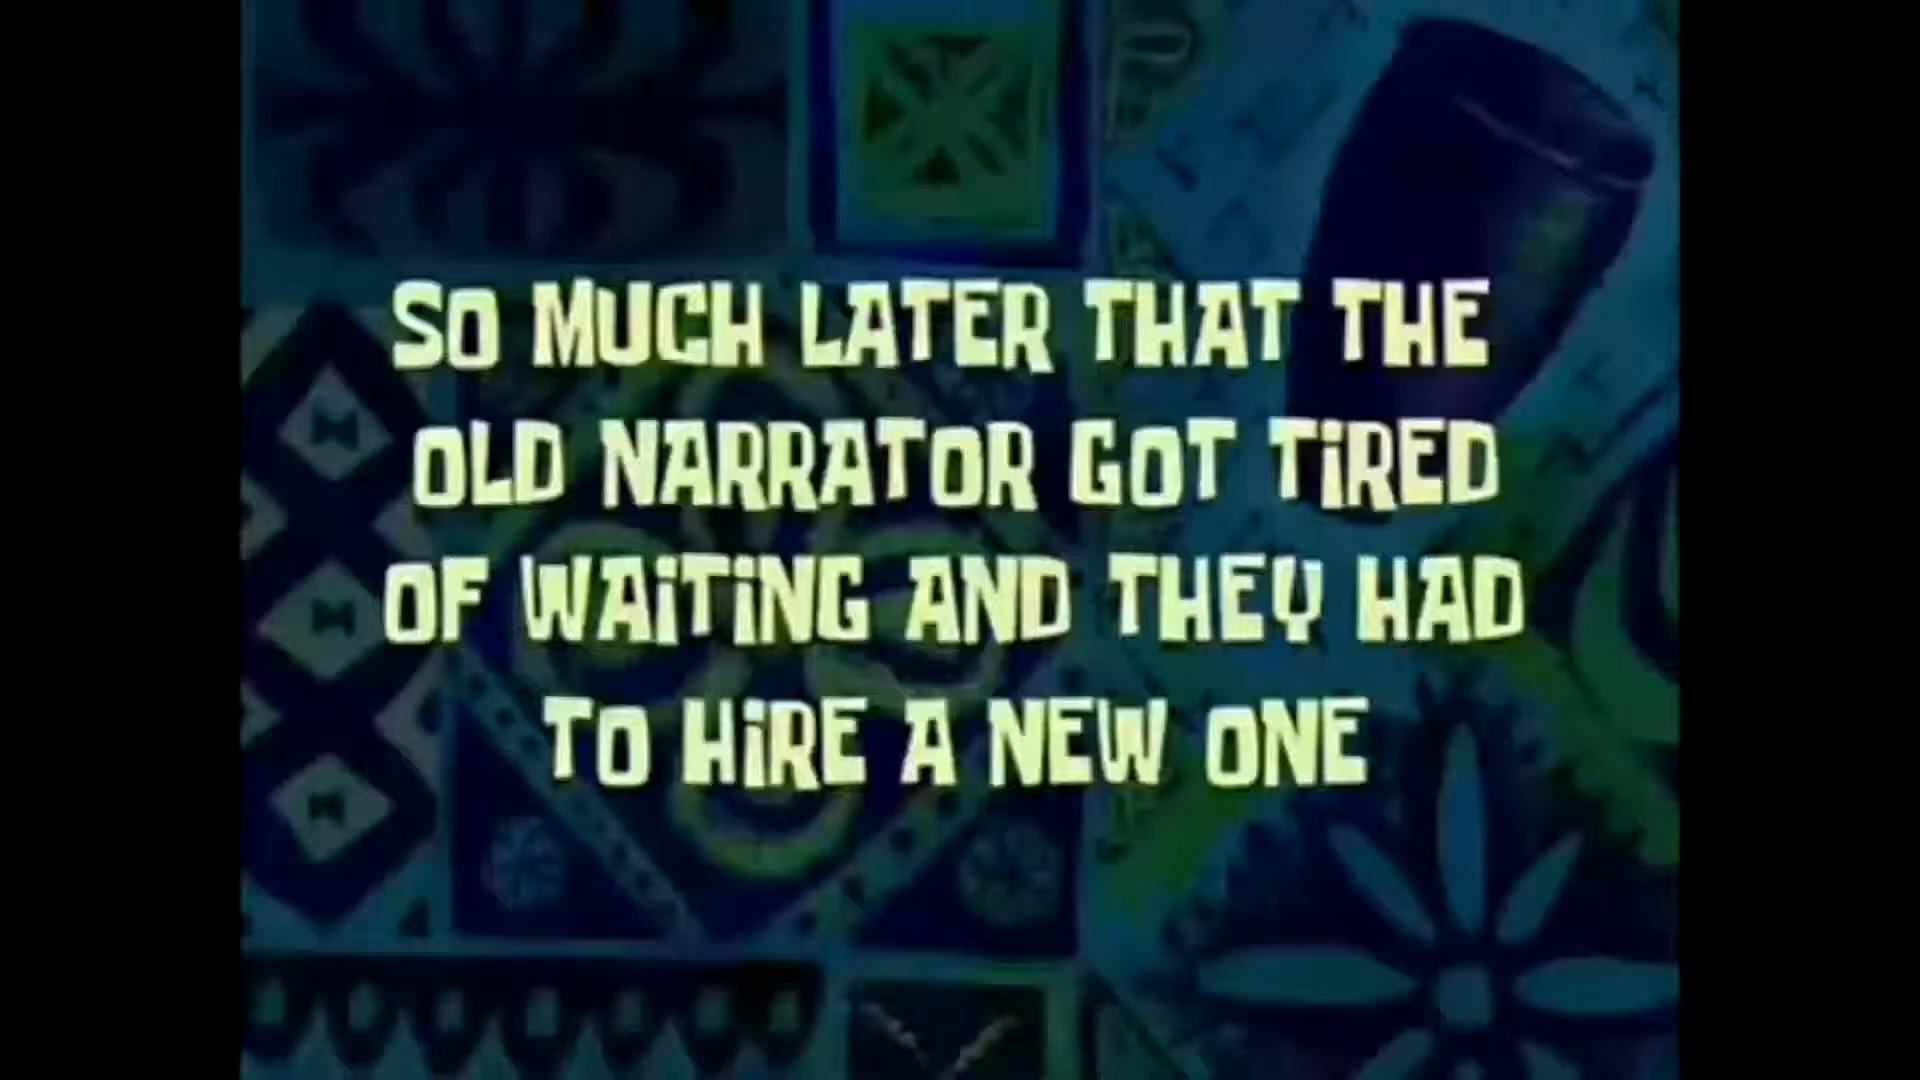 SO MUCH LATER THAT THE
OLD NARRATOR GOT TiRED
OF WAiTiNG AND THEY HAD
TO HiRE A NEW ONE